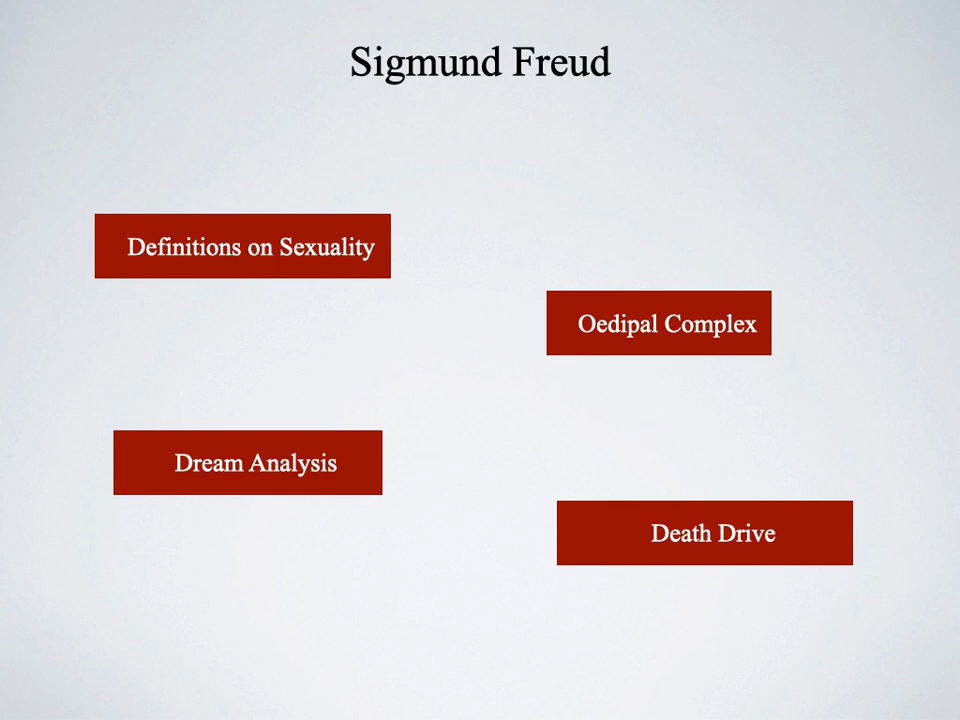 Sigmund Freud
Definitions on Sexuality
Oedipal Complex
Dream Analysis
Death Drive